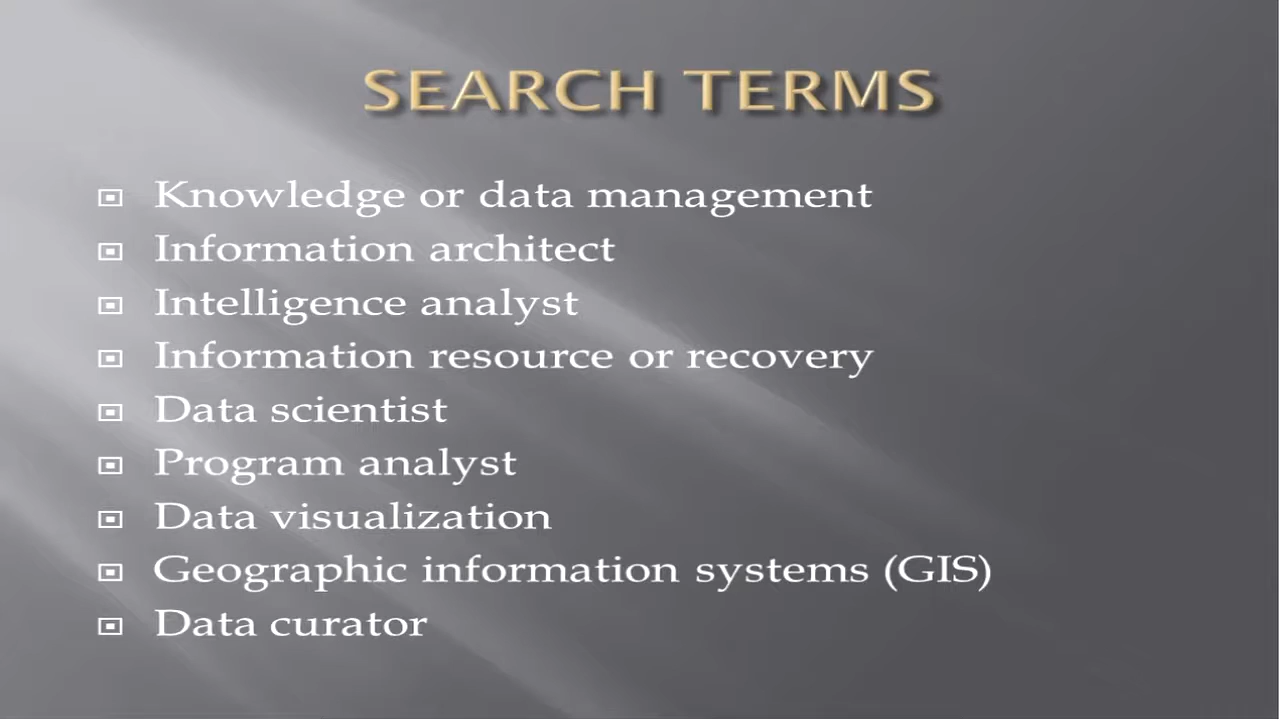 SEARCH TERMS
Knowledge or data management
Information architect
Intelligence analyst
Information resource or recovery
Data scientist
Program analyst
Data visualization
Geographic information systems (GIS)
Data curator